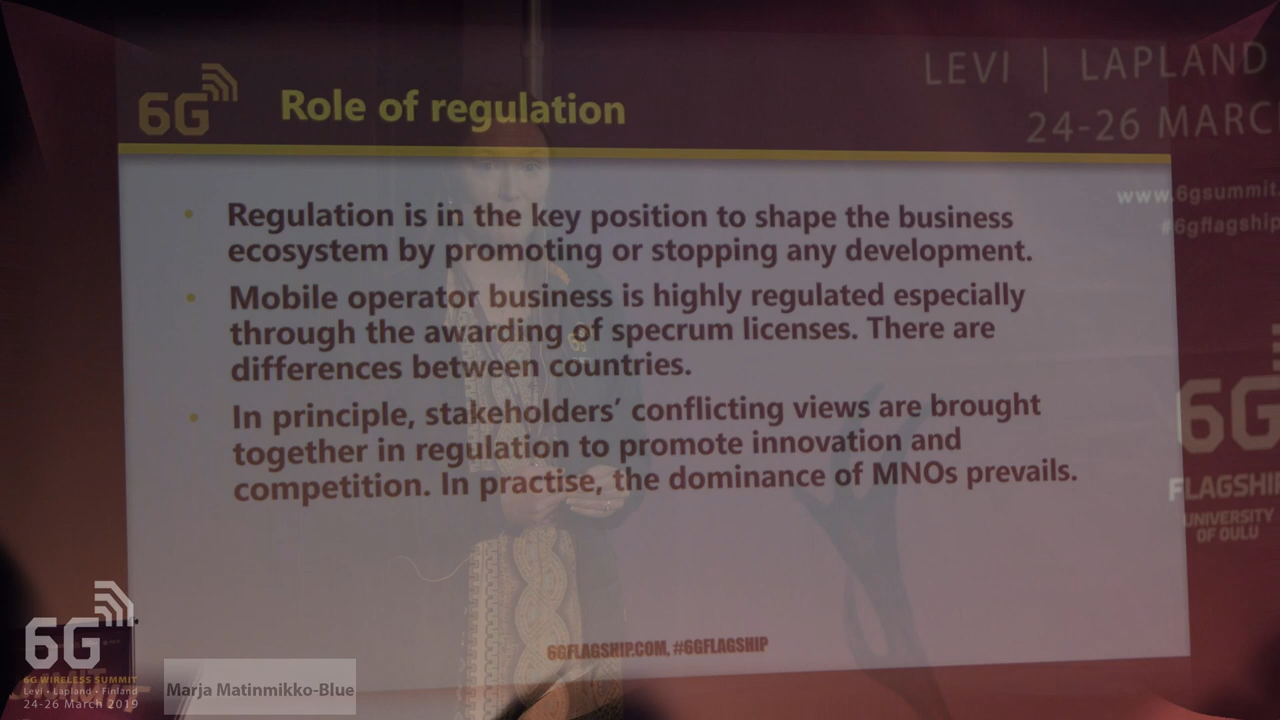 LEVI | LAPLAND
24-26 MARC
6G
Role of regulation
www.6gsummit.
#6gflagship
• Regulation is in the key position to shape the business
ecosystem by promoting or stopping any development.
• Mobile operator business is highly regulated especially
through the awarding of specrum licenses. There are
differences between countries.
• In principle, stakeholders’ conflicting views are brought
together in regulation to promote innovation and
competition. In practise, the dominance of MNOs prevails.
6G
FLAGSHI
UNIVERSITY
OF OULU
6GFLAGSHIP.COM, #6GFLAGSHIP
6G
6G WIRELESS SUMMIT
Levi • Lapland • Finland
24-26 March 2019
Marja Matinmikko-Blue